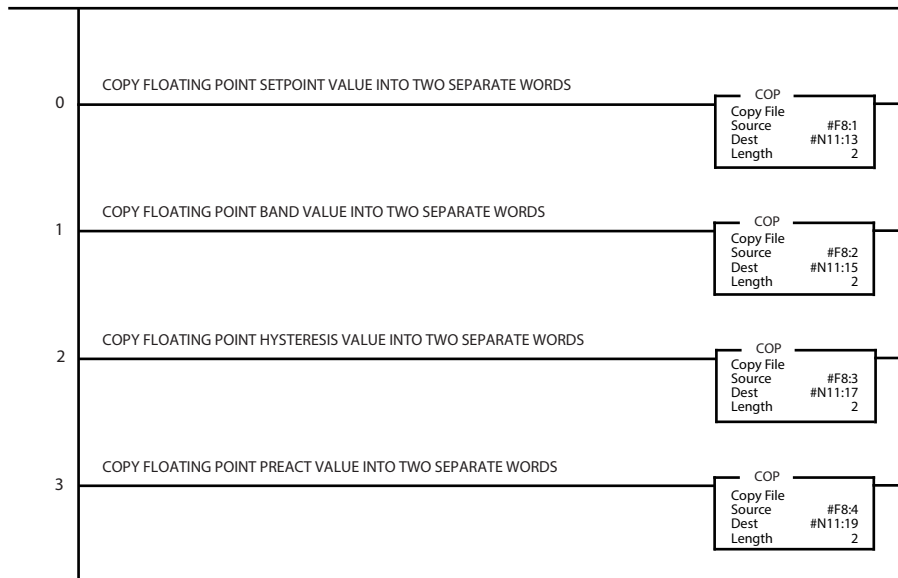 COPY FLOATING POINT SETPOINT VALUE INTO TWO SEPARATE WORDS
0
COP
Copy File
Source #F8:1
Dest #N11:13
Length 2
COPY FLOATING POINT BAND VALUE INTO TWO SEPARATE WORDS
1
COP
Copy File
Source #F8:2
Dest #N11:15
Length 2
COPY FLOATING POINT HYSTERESIS VALUE INTO TWO SEPARATE WORDS
2
COP
Copy File
Source #F8:3
Dest #N11:17
Length 2
COPY FLOATING POINT PREACT VALUE INTO TWO SEPARATE WORDS
3
COP
Copy File
Source #F8:4
Dest #N11:19
Length 2